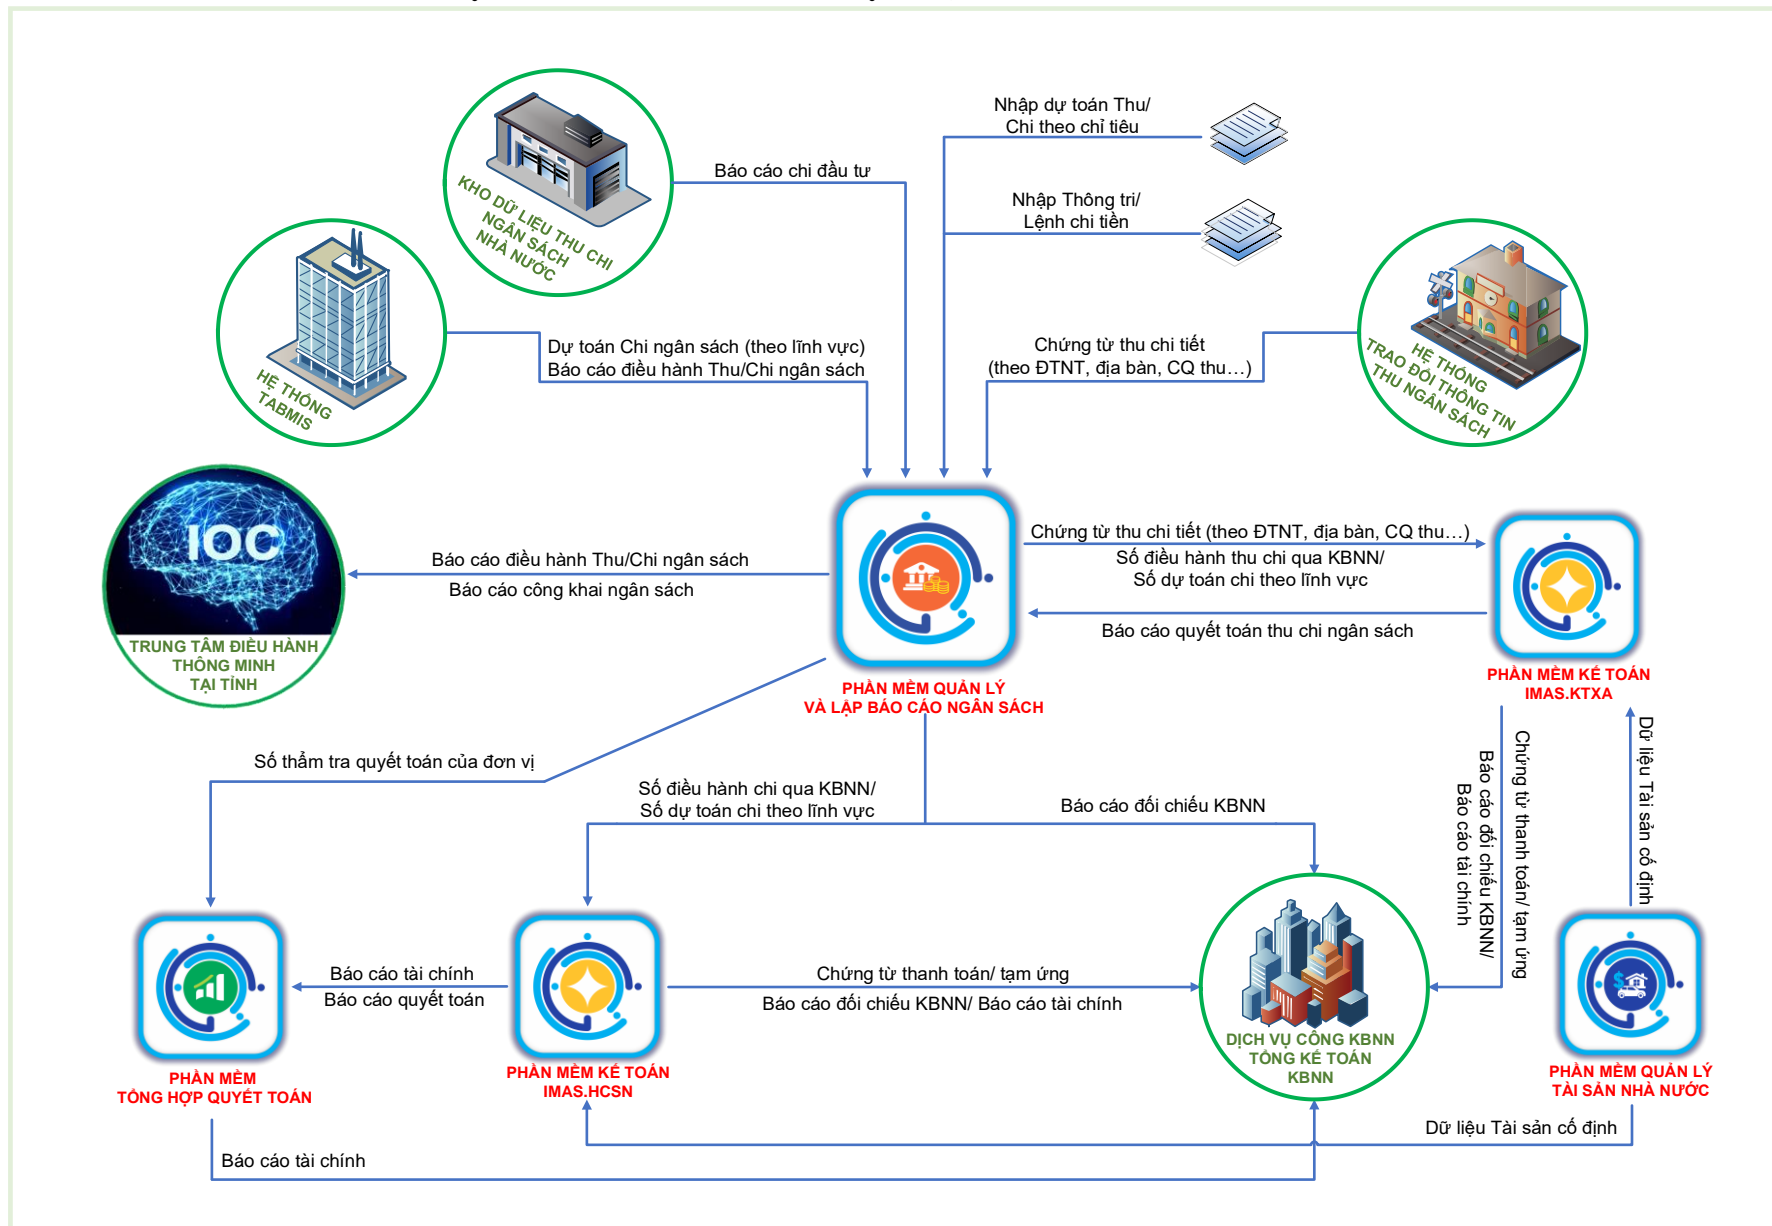 Nhập dự toán Thu/
Chi theo chỉ tiêu
Báo cáo chi đầu tư
Nhập Thông tri/
Lệnh chi tiền
KHO DỮ LIỆU THU CHI
NGÂN SÁCH
NHÀ NƯỚC
HỆ THỐNG
TABMIS
Dự toán Chi ngân sách (theo lĩnh vực)
Báo cáo điều hành Thu/Chi ngân sách
Chứng từ thu chi tiết
(theo ĐTNT, địa bàn, CQ thu…)
HỆ THỐNG
TRAO ĐỔI THÔNG TIN
THU NGÂN SÁCH
IOC
TRUNG TÂM ĐIỀU HÀNH
THÔNG MINH
TẠI TỈNH
Báo cáo điều hành Thu/Chi ngân sách
Báo cáo công khai ngân sách
PHẦN MỀM QUẢN LÝ
VÀ LẬP BÁO CÁO NGÂN SÁCH
Chứng từ thu chi tiết (theo ĐTNT, địa bàn, CQ thu…)
Số điều hành thu chi qua KBNN/
Số dự toán chi theo lĩnh vực
Báo cáo quyết toán thu chi ngân sách
PHẦN MỀM KẾ TOÁN
IMAS.KTXA
Số thẩm tra quyết toán của đơn vị
Số điều hành chi qua KBNN/
Số dự toán chi theo lĩnh vực
Báo cáo đối chiếu KBNN
Chứng từ thanh toán/ tạm ứng
Báo cáo đối chiếu KBNN/
Báo cáo tài chính
Dữ liệu Tài sản cố định
Báo cáo tài chính
Báo cáo quyết toán
Chứng từ thanh toán/ tạm ứng
Báo cáo đối chiếu KBNN/ Báo cáo tài chính
PHẦN MỀM
TỔNG HỢP QUYẾT TOÁN
PHẦN MỀM KẾ TOÁN
IMAS.HCSN
DỊCH VỤ CÔNG KBNN
TỔNG KẾ TOÁN
KBNN
$
PHẦN MỀM QUẢN LÝ
TÀI SẢN NHÀ NƯỚC
Dữ liệu Tài sản cố định
Báo cáo tài chính